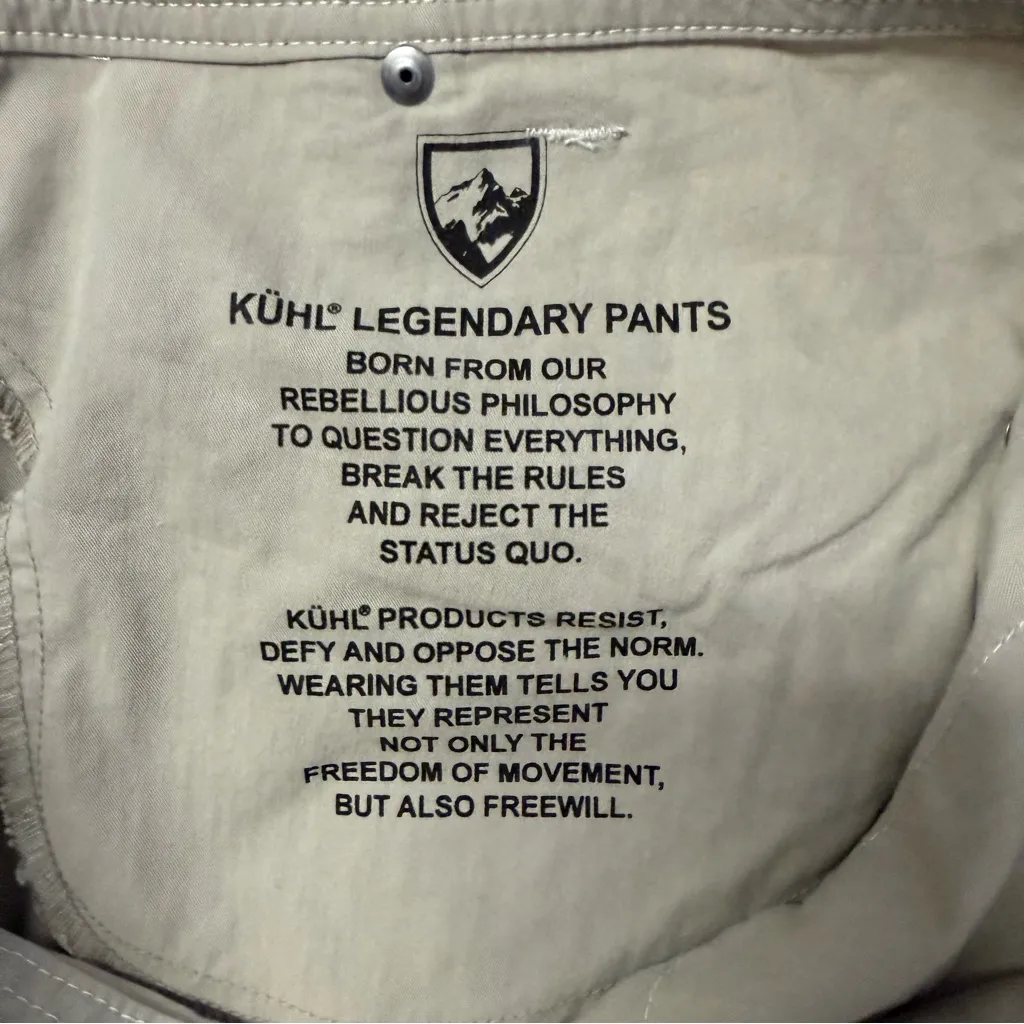 KÜHL® LEGENDARY PANTS
BORN FROM OUR
REBELLIOUS PHILOSOPHY
TO QUESTION EVERYTHING,
BREAK THE RULES
AND REJECT THE
STATUS QUO.
KÜHL® PRODUCTS RESIST,
DEFY AND OPPOSE THE NORM.
WEARING THEM TELLS YOU
THEY REPRESENT
NOT ONLY THE
FREEDOM OF MOVEMENT,
BUT ALSO FREEWILL.